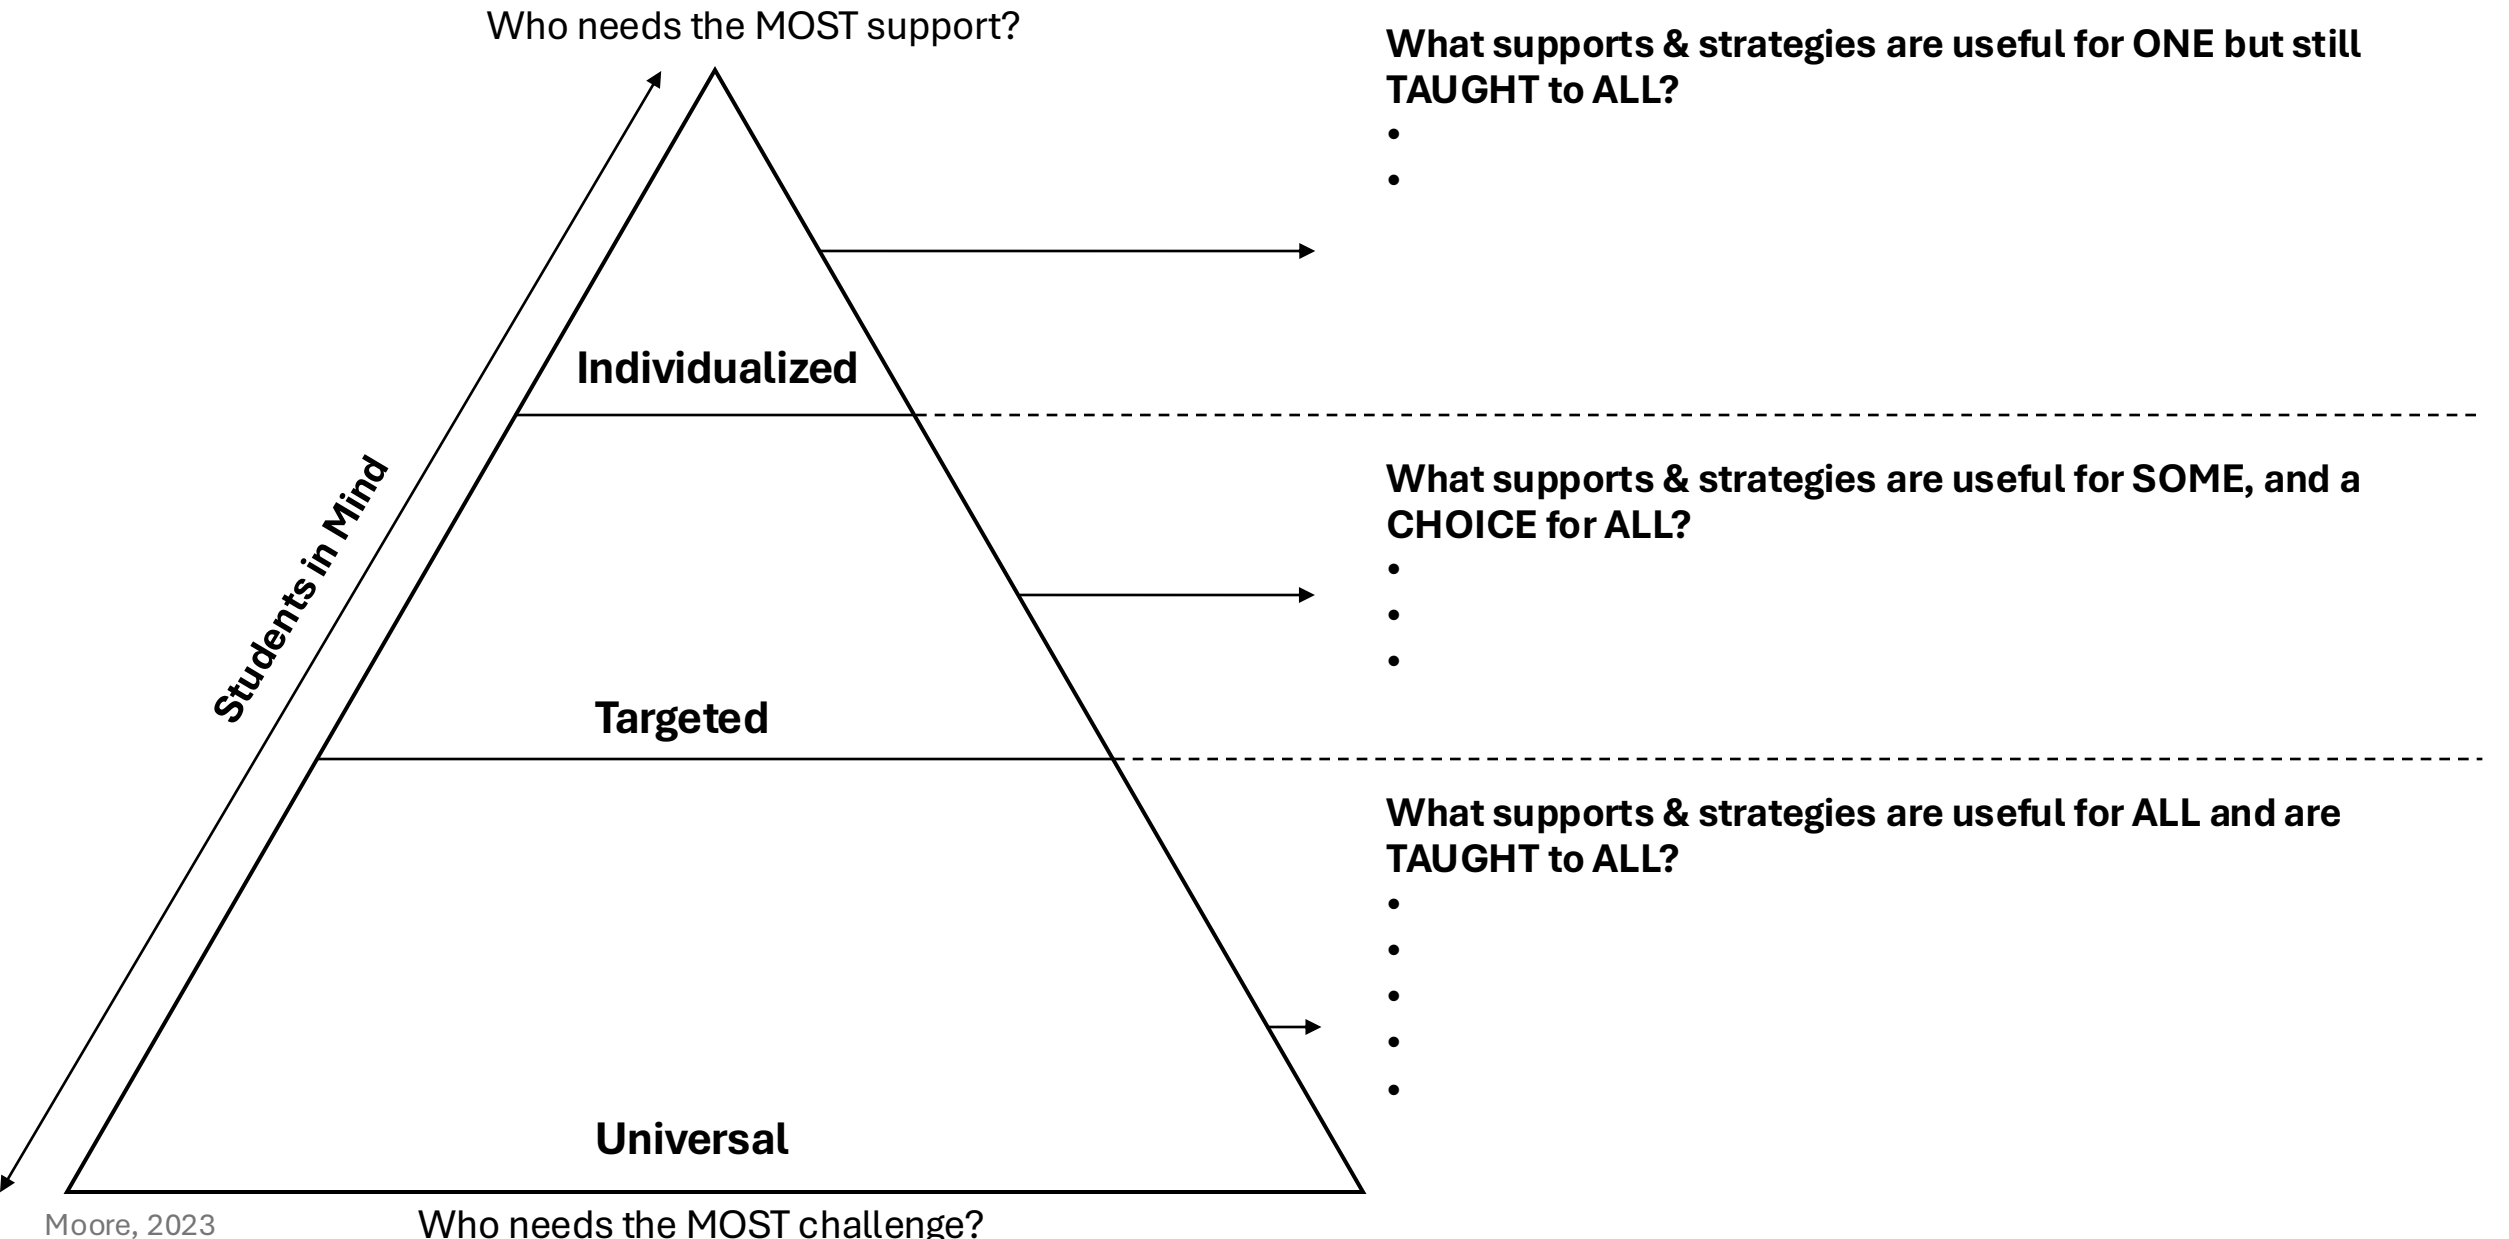 Who needs the MOST support?
What supports & strategies are useful for ONE but still
TAUGHT to ALL?
•
•
Individualized
Students in Mind
What supports & strategies are useful for SOME, and a
CHOICE for ALL?
•
•
•
Targeted
What supports & strategies are useful for ALL and are
TAUGHT to ALL?
•
•
•
•
•
Universal
Moore, 2023
Who needs the MOST challenge?